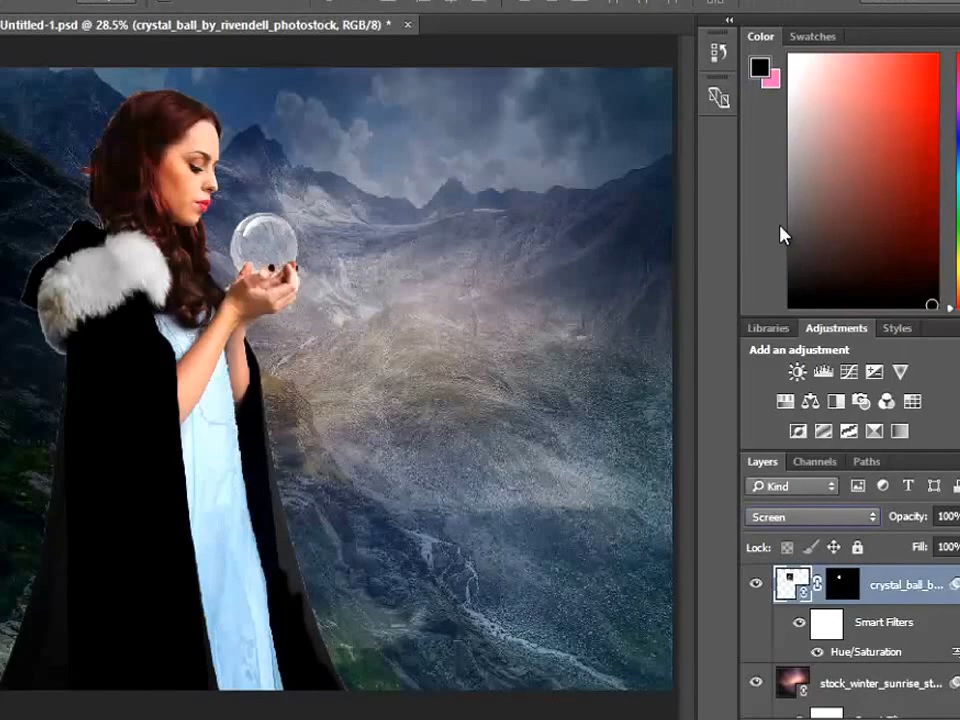 Untitled-1.psd @ 28.5% (crystal_ball_by_rivendell_photostock, RGB/8) *
Color Swatches
Libraries Adjustments Styles
Add an adjustment
Layers Channels Paths
Kind
Screen Opacity: 100%
Lock: Fill: 100%
crystal_ball_b...
Smart Filters
Hue/Saturation
stock_winter_sunrise_st...